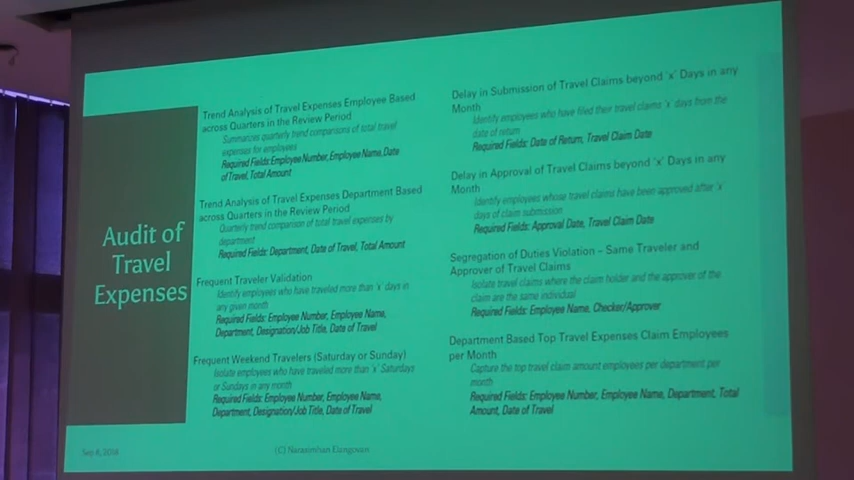 Audit of
Travel
Expenses
Trend Analysis of Travel Expenses Employee Based
across Quarters in the Review Period
Summarize quarterly trend comparisons of total travel
expenses for employees
Required Fields: Employee Number, Employee Name, Date
of Travel, Total Amount
Trend Analysis of Travel Expenses Department Based
across Quarters in the Review Period
Quarterly trend comparison of total travel expenses by
department
Required Fields: Department, Date of Travel, Total Amount
Frequent Traveler Validation
Identify employees who have traveled more than 'x' days in
any given month
Required Fields: Employee Number, Employee Name,
Department, Designation/Job Title, Date of Travel
Frequent Weekend Travelers (Saturday or Sunday)
Isolate employees who have traveled more than 'x' Saturdays
or Sundays in any month
Required Fields: Employee Number, Employee Name,
Department, Designation/Job Title, Date of Travel
Delay in Submission of Travel Claims beyond 'x' Days in any
Month
Identify employees who have filed their travel claims 'x' days from the
date of return
Required Fields: Date of Return, Travel Claim Date
Delay in Approval of Travel Claims beyond 'x' Days in any
Month
Identify employees whose travel claims have been approved after 'x'
days of claim submission
Required Fields: Approval Date, Travel Claim Date
Segregation of Duties Violation – Same Traveler and
Approver of Travel Claims
Isolate travel claims where the claim holder and the approver of the
claim are the same individual
Required Fields: Employee Name, Checker/Approver
Department Based Top Travel Expenses Claim Employees
per Month
Capture the top travel claim amount employees per department per
month
Required Fields: Employee Number, Employee Name, Department, Total
Amount, Date of Travel
Sep 6, 2014
(C) Narasimhan Elangovan